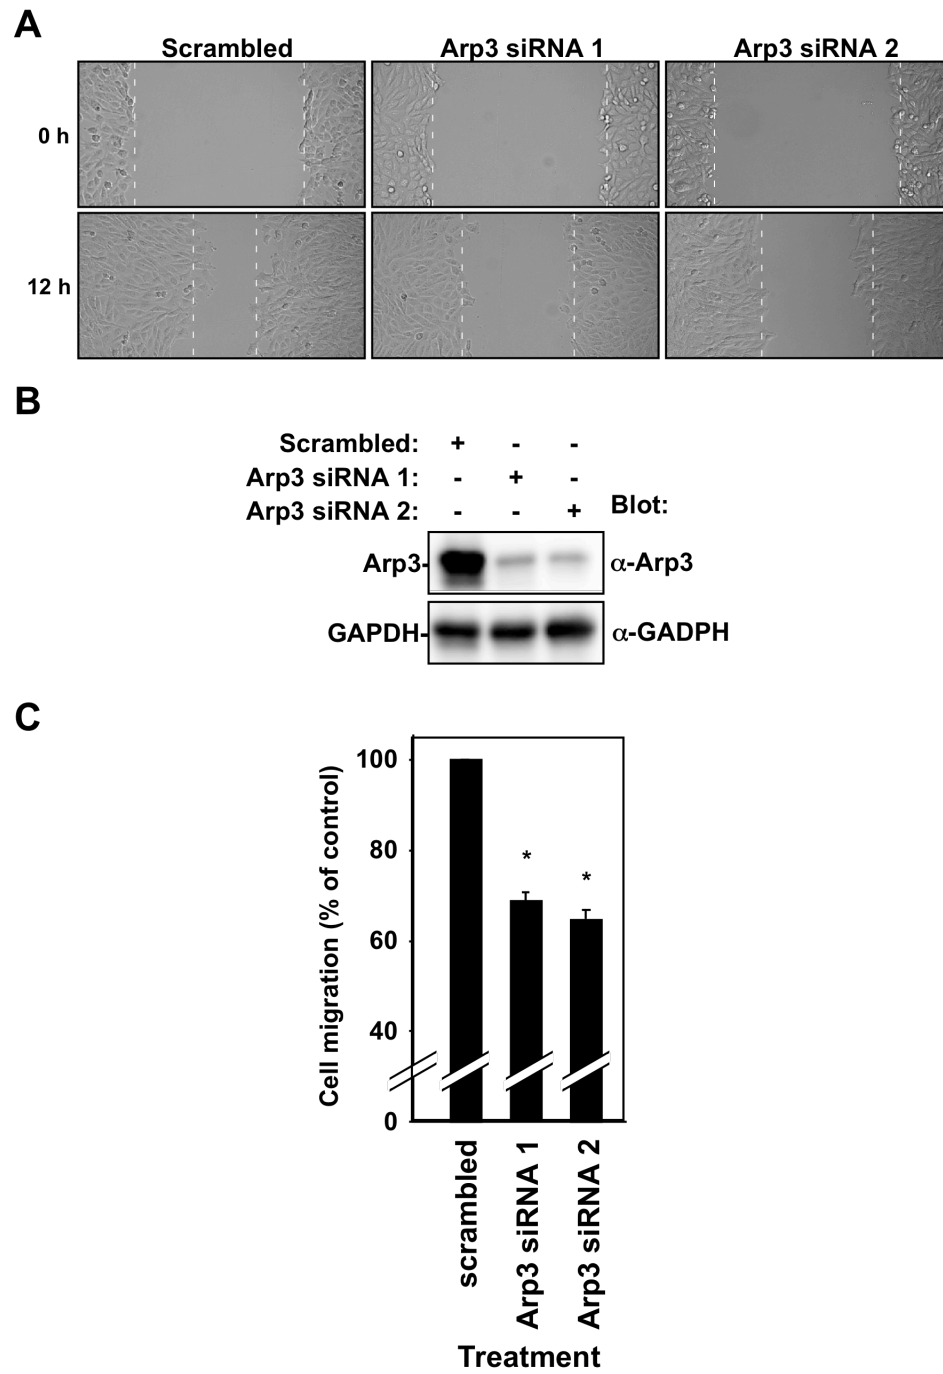 A
Scrambled Arp3 siRNA 1 Arp3 siRNA 2
0 h
12 h
B
Scrambled: + - -
Arp3 siRNA 1: - + -
Arp3 siRNA 2: - - + Blot:
Arp3- α-Arp3
GAPDH- α-GADPH
C
Cell migration (% of control)
100
80
60
40
0
*
*
scrambled
Arp3 siRNA 1
Arp3 siRNA 2
Treatment